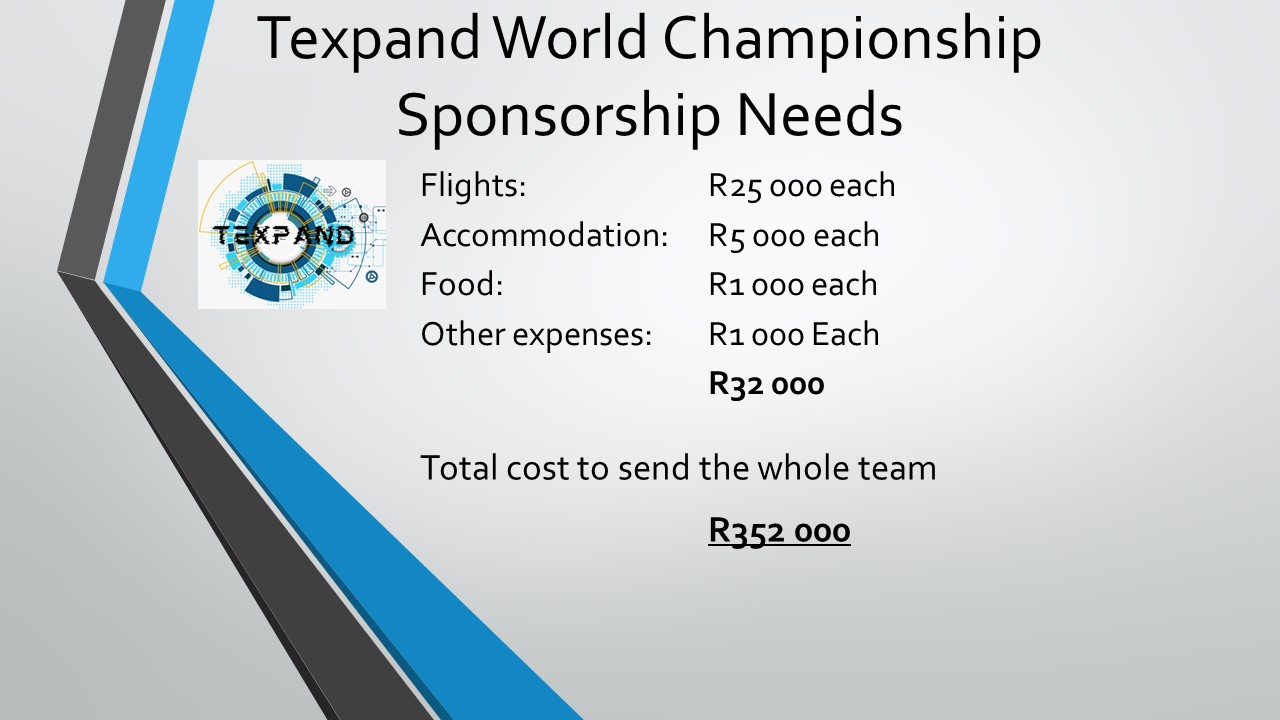 Texpand World Championship
Sponsorship Needs
TEXPAND
Flights: R25 000 each
Accommodation: R5 000 each
Food: R1 000 each
Other expenses: R1 000 Each
R32 000
Total cost to send the whole team
R352 000